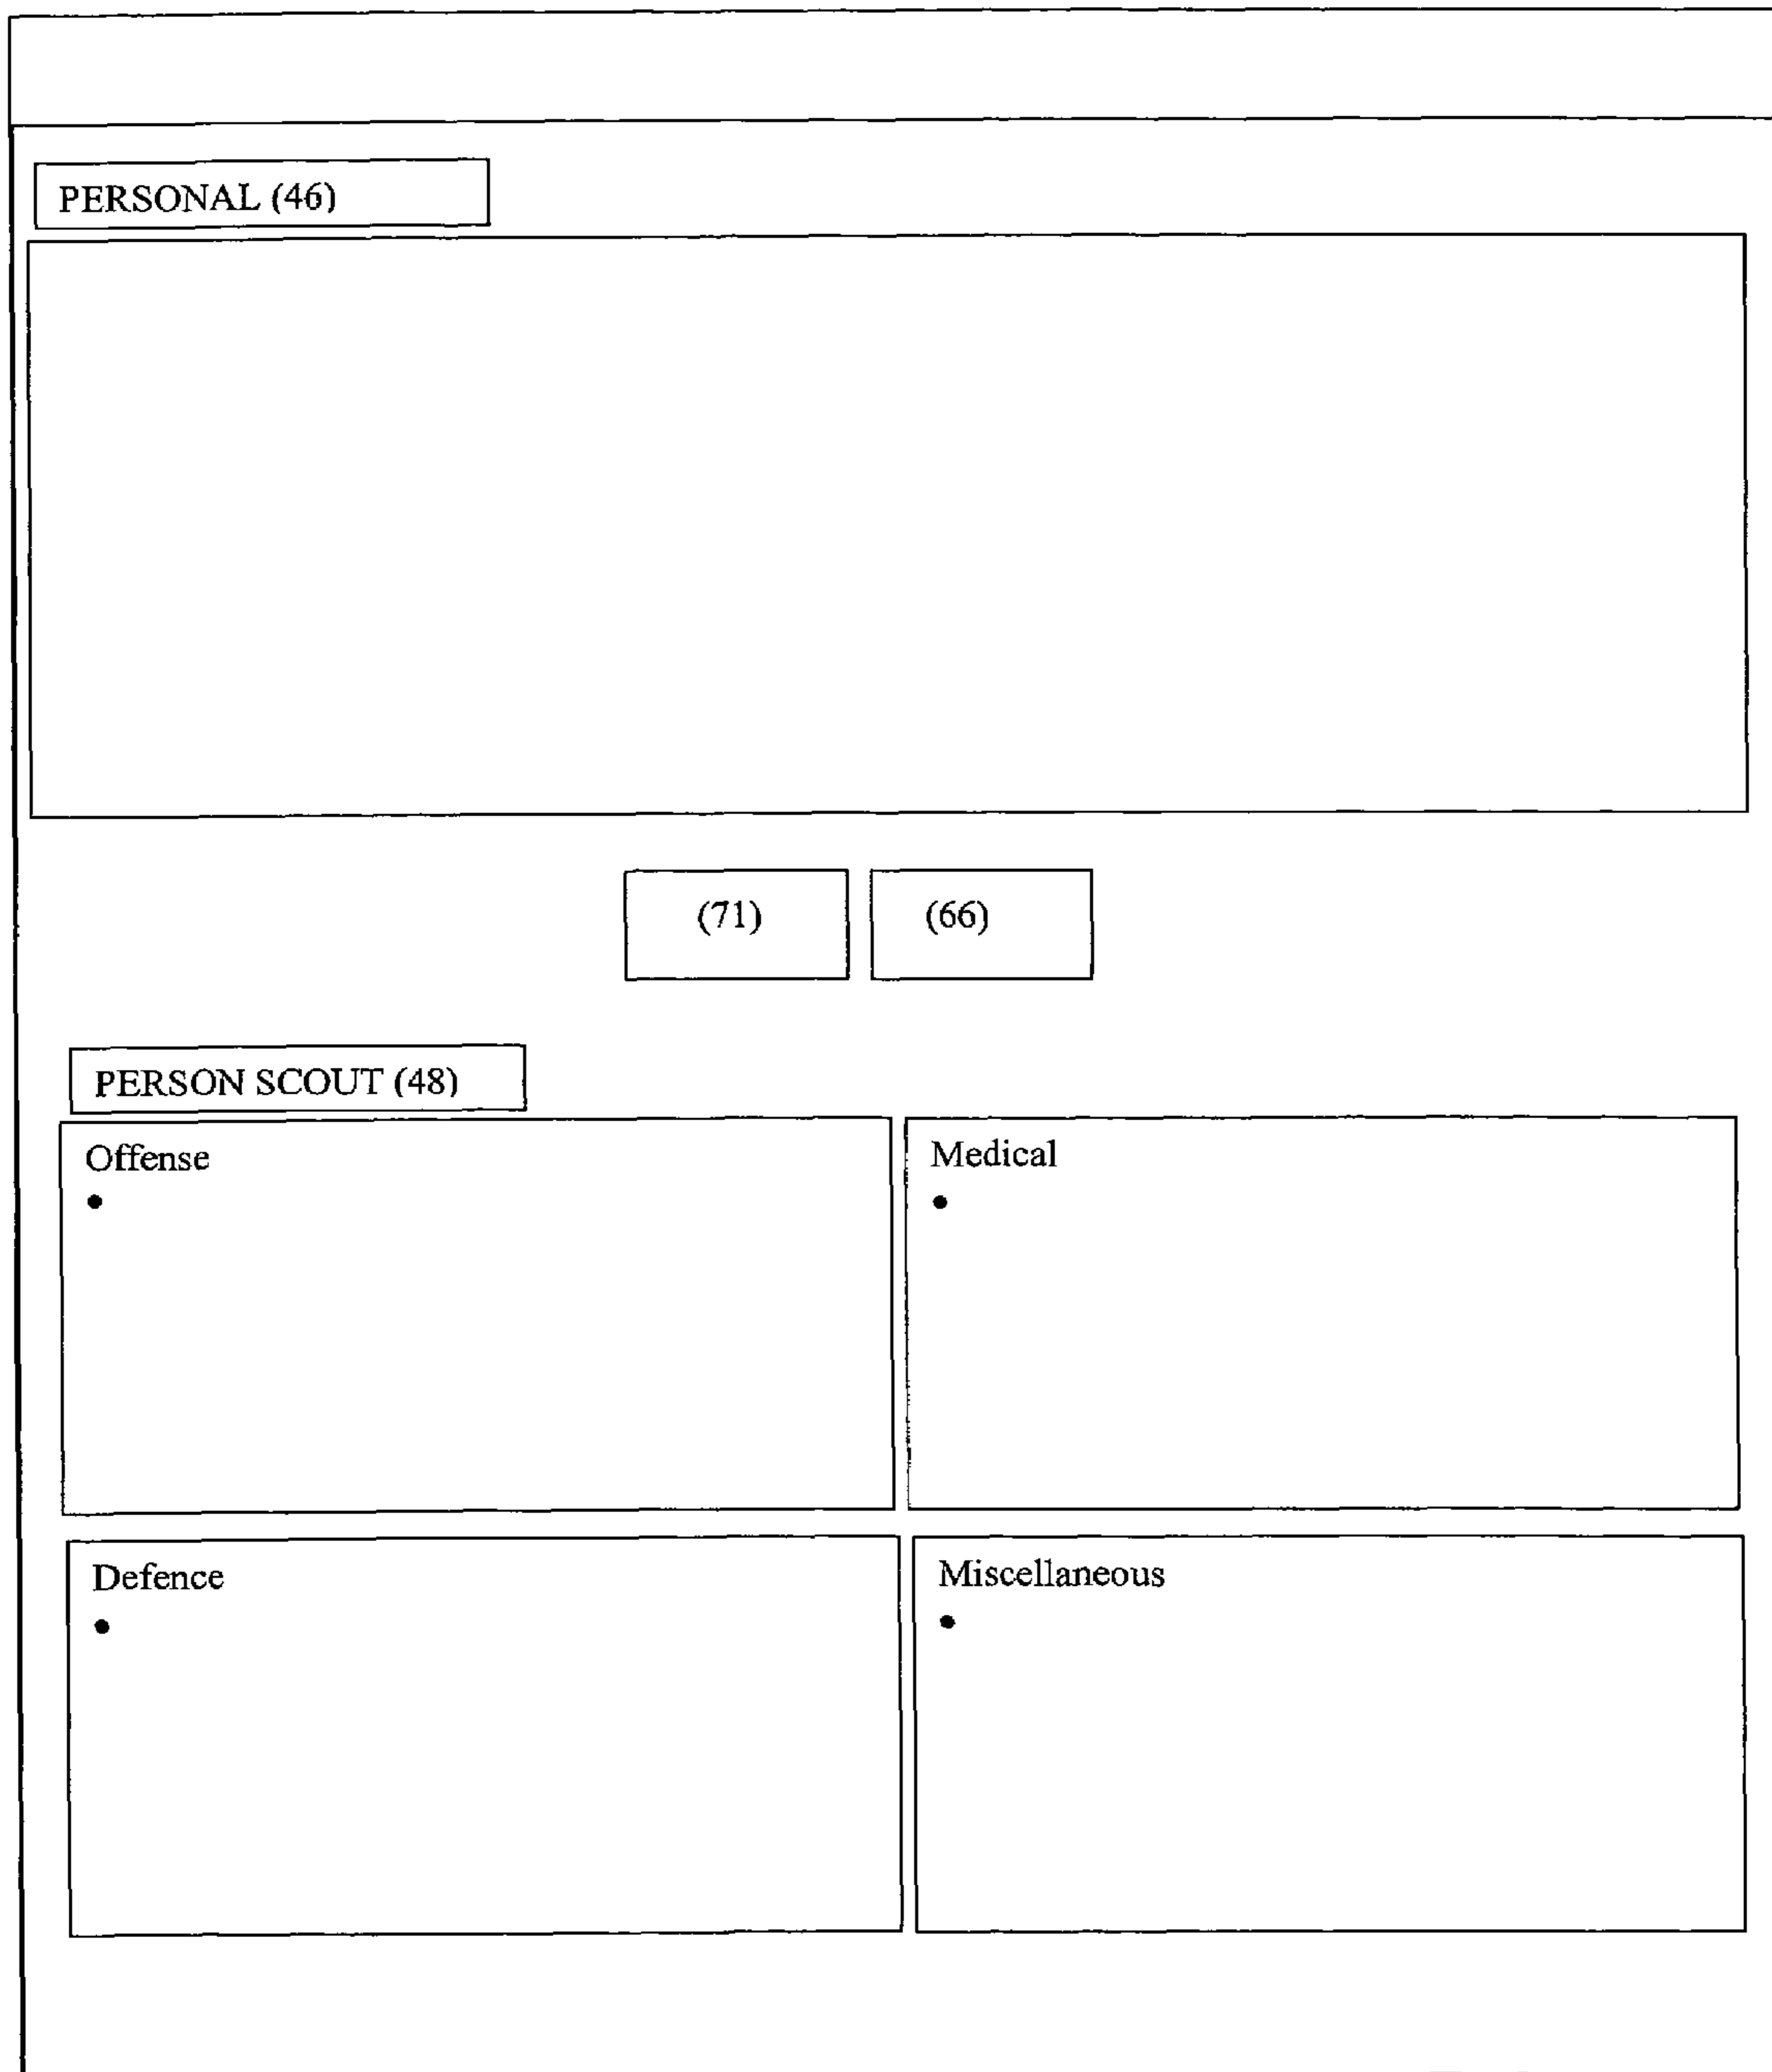 PERSONAL (46)
(71)
(66)
PERSON SCOUT (48)
Offense
•
Medical
•
Defence
•
Miscellaneous
•